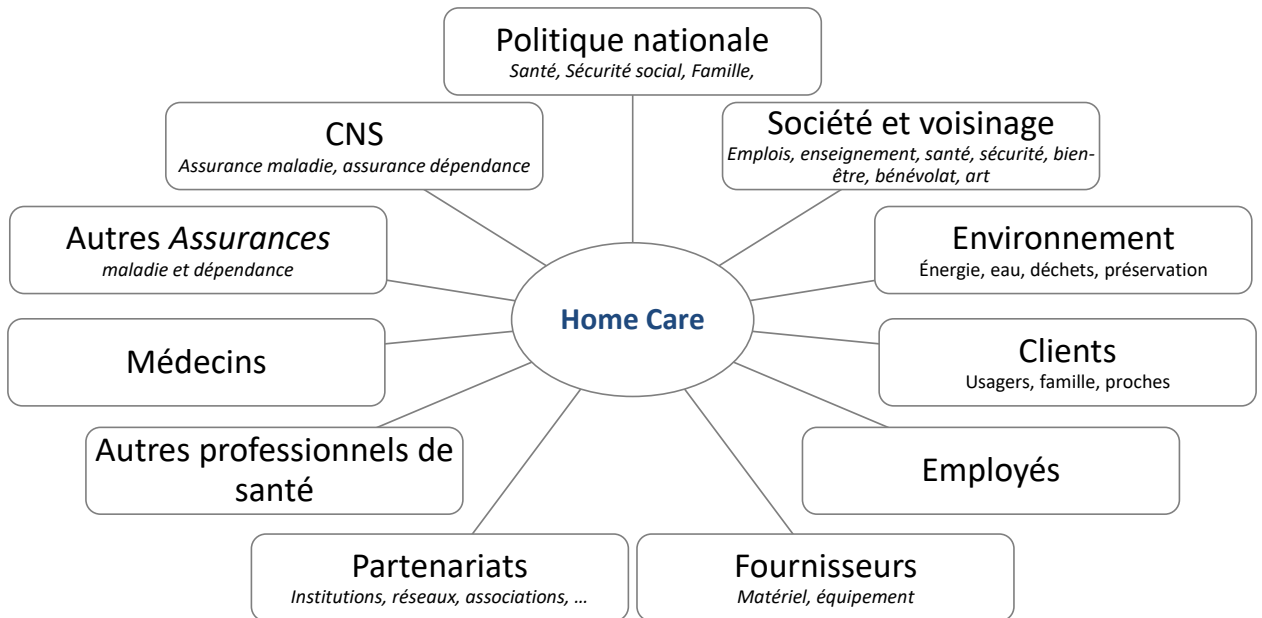 Politique nationale
Santé, Sécurité social, Famille,
CNS
Assurance maladie, assurance dépendance
Société et voisinage
Emplois, enseignement, santé, sécurité, bien-
être, bénévolat, art
Autres Assurances
maladie et dépendance
Environnement
Énergie, eau, déchets, préservation
Home Care
Médecins
Clients
Usagers, famille, proches
Autres professionnels de
santé
Employés
Partenariats
Institutions, réseaux, associations, …
Fournisseurs
Matériel, équipement